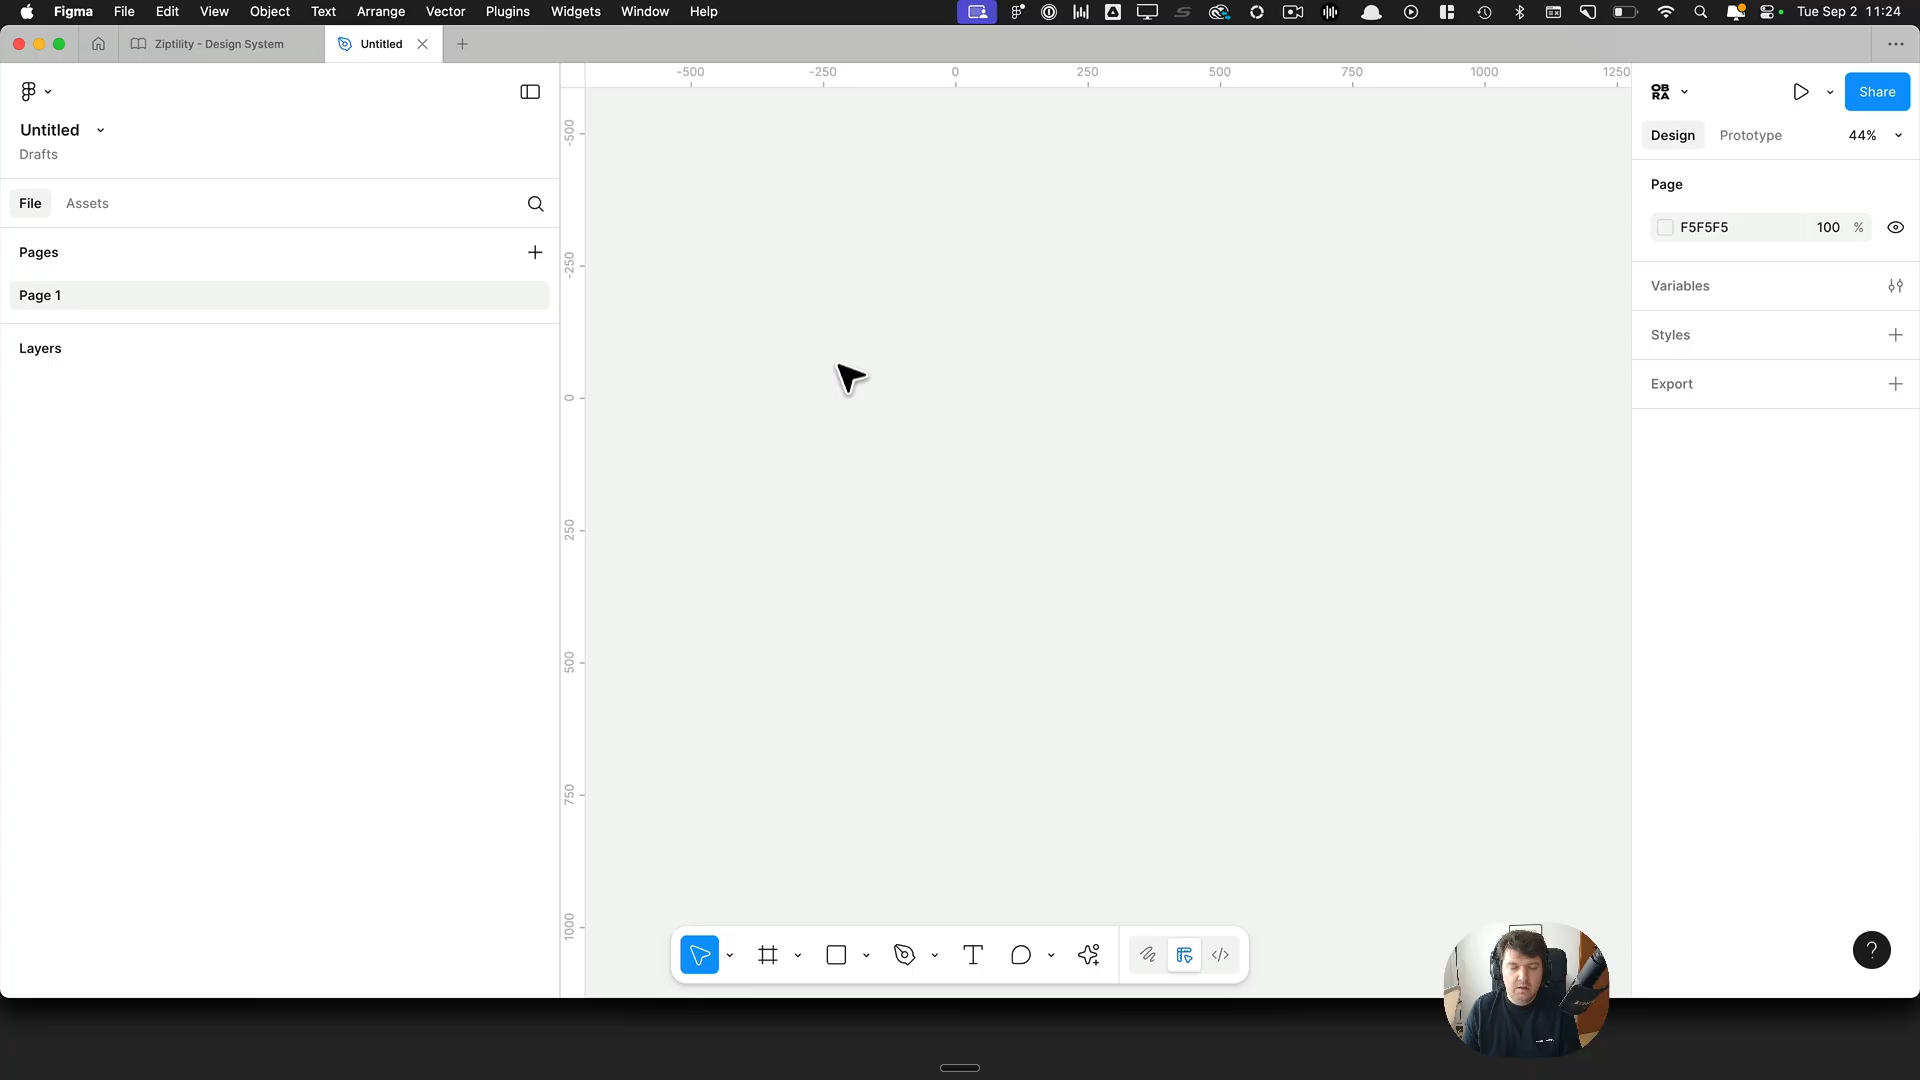 Figma File Edit View Object Text Arrange Vector Plugins Widgets Window Help Tue Sep 2 11:24
Ziptility - Design System Untitled
-500 -250 0 250 500 750 1000 1250
OB
RA
Share
Untitled
Drafts
Design Prototype 44%
File Assets
Page
F5F5F5 100 %
Pages
Page 1
Variables
Layers
Styles
Export
-500
-250
0
250
500
750
1000
T
</>
?